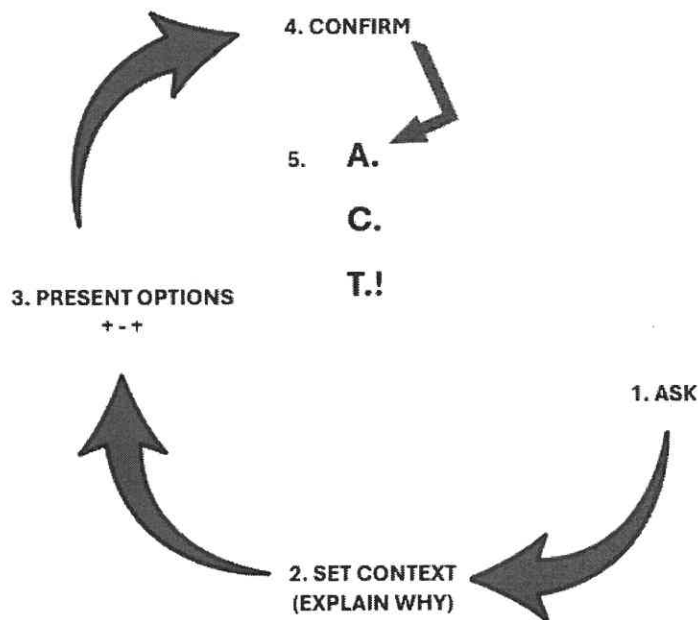 4. CONFIRM
5. A.
C.
T.!
3. PRESENT OPTIONS
+ - +
1. ASK
2. SET CONTEXT
(EXPLAIN WHY)